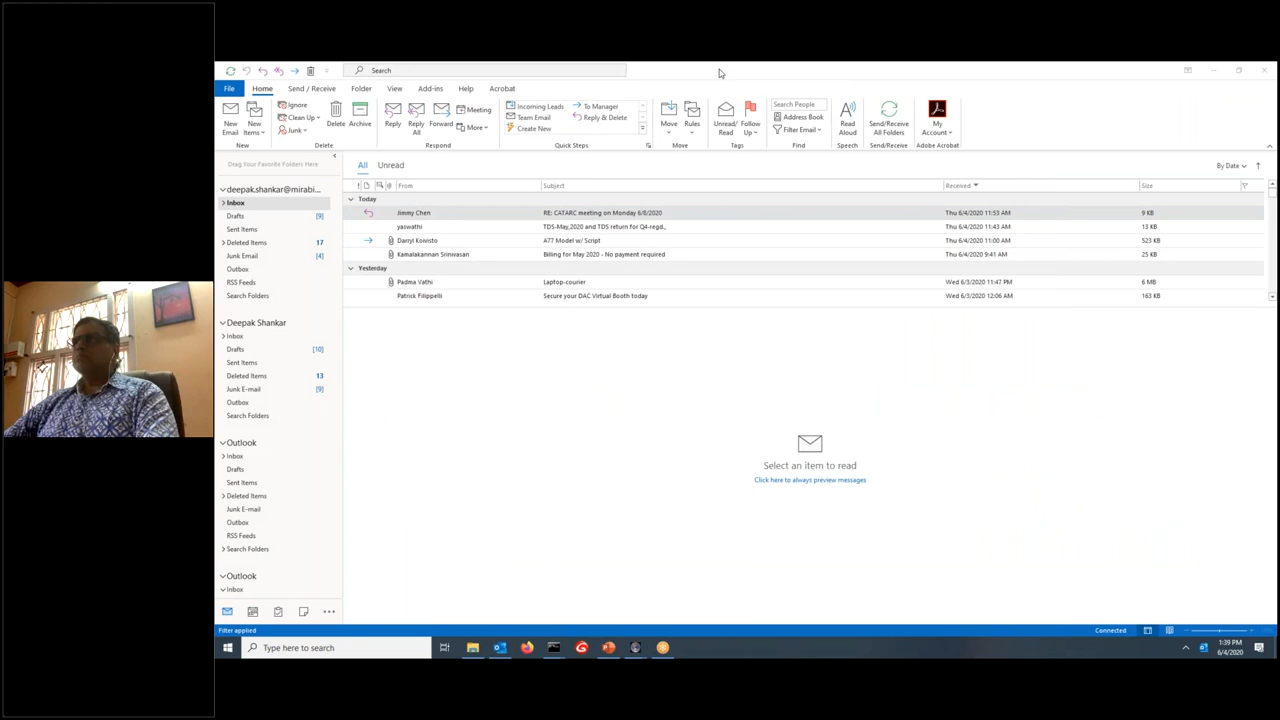 Search
File Home Send / Receive Folder View Add-ins Help Acrobat
New Email
New Items
Ignore
Clean Up
Junk
Delete
Archive
Reply
Reply All
Forward
Meeting
More
Incoming Leads
Team Email
Create New
To Manager
Reply & Delete
Move
Rules
Unread/ Read
Follow Up
Search People
Address Book
Filter Email
Read Aloud
Send/Receive All Folders
My Account
New Delete Respond Quick Steps Move Tags Find Speech Send/Receive Adobe Acrobat
Drag Your Favorite Folders Here
deepak.shankar@mirabi...
Inbox
Drafts [9]
Sent Items
Deleted Items 17
Junk Email [4]
Outbox
RSS Feeds
Search Folders
Deepak Shankar
Inbox
Drafts [10]
Sent Items
Deleted Items 13
Junk E-mail [9]
Outbox
Search Folders
Outlook
Inbox
Drafts
Sent Items
Deleted Items
Junk E-mail
Outbox
RSS Feeds
Search Folders
Outlook
Inbox
All Unread By Date
From Subject Received Size
Today
Jimmy Chen RE: CATARC meeting on Monday 6/8/2020 Thu 6/4/2020 11:53 AM 9 KB
yaswathi TDS-May,2020 and TDS return for Q4-regd., Thu 6/4/2020 11:43 AM 13 KB
Darryl Koivisto A77 Model w/ Script Thu 6/4/2020 11:00 AM 523 KB
Kamalakannan Srinivasan Billing for May 2020 - No payment required Thu 6/4/2020 9:41 AM 25 KB
Yesterday
Padma Vathi Laptop-courier Wed 6/3/2020 11:47 PM 6 MB
Patrick Filippelli Secure your DAC Virtual Booth today Wed 6/3/2020 12:06 AM 163 KB
Select an item to read
Click here to always preview messages
Filter applied Connected
Type here to search
1:39 PM
6/4/2020